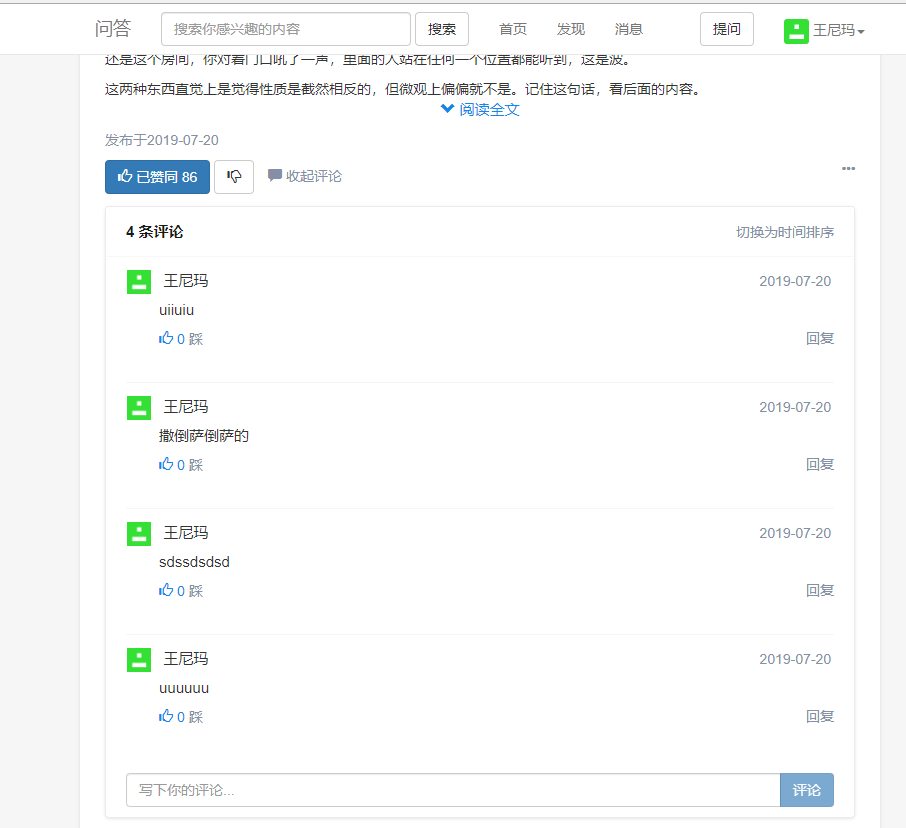 问答
搜索你感兴趣的内容
搜索
首页
发现
消息
提问
王尼玛
还是这个房间，你对着门口吼了一声，里面的人站在任何一个位置都能听到，这是波。
这两种东西直觉上是觉得性质是截然相反的，但微观上偏偏就不是。记住这句话，看后面的内容。
阅读全文
发布于2019-07-20
已赞同 86
收起评论
4 条评论
切换为时间排序
王尼玛
2019-07-20
uiiuiu
0 踩
回复
王尼玛
2019-07-20
撒倒萨倒萨的
0 踩
回复
王尼玛
2019-07-20
sdssdsdsd
0 踩
回复
王尼玛
2019-07-20
uuuuuu
0 踩
回复
写下你的评论...
评论